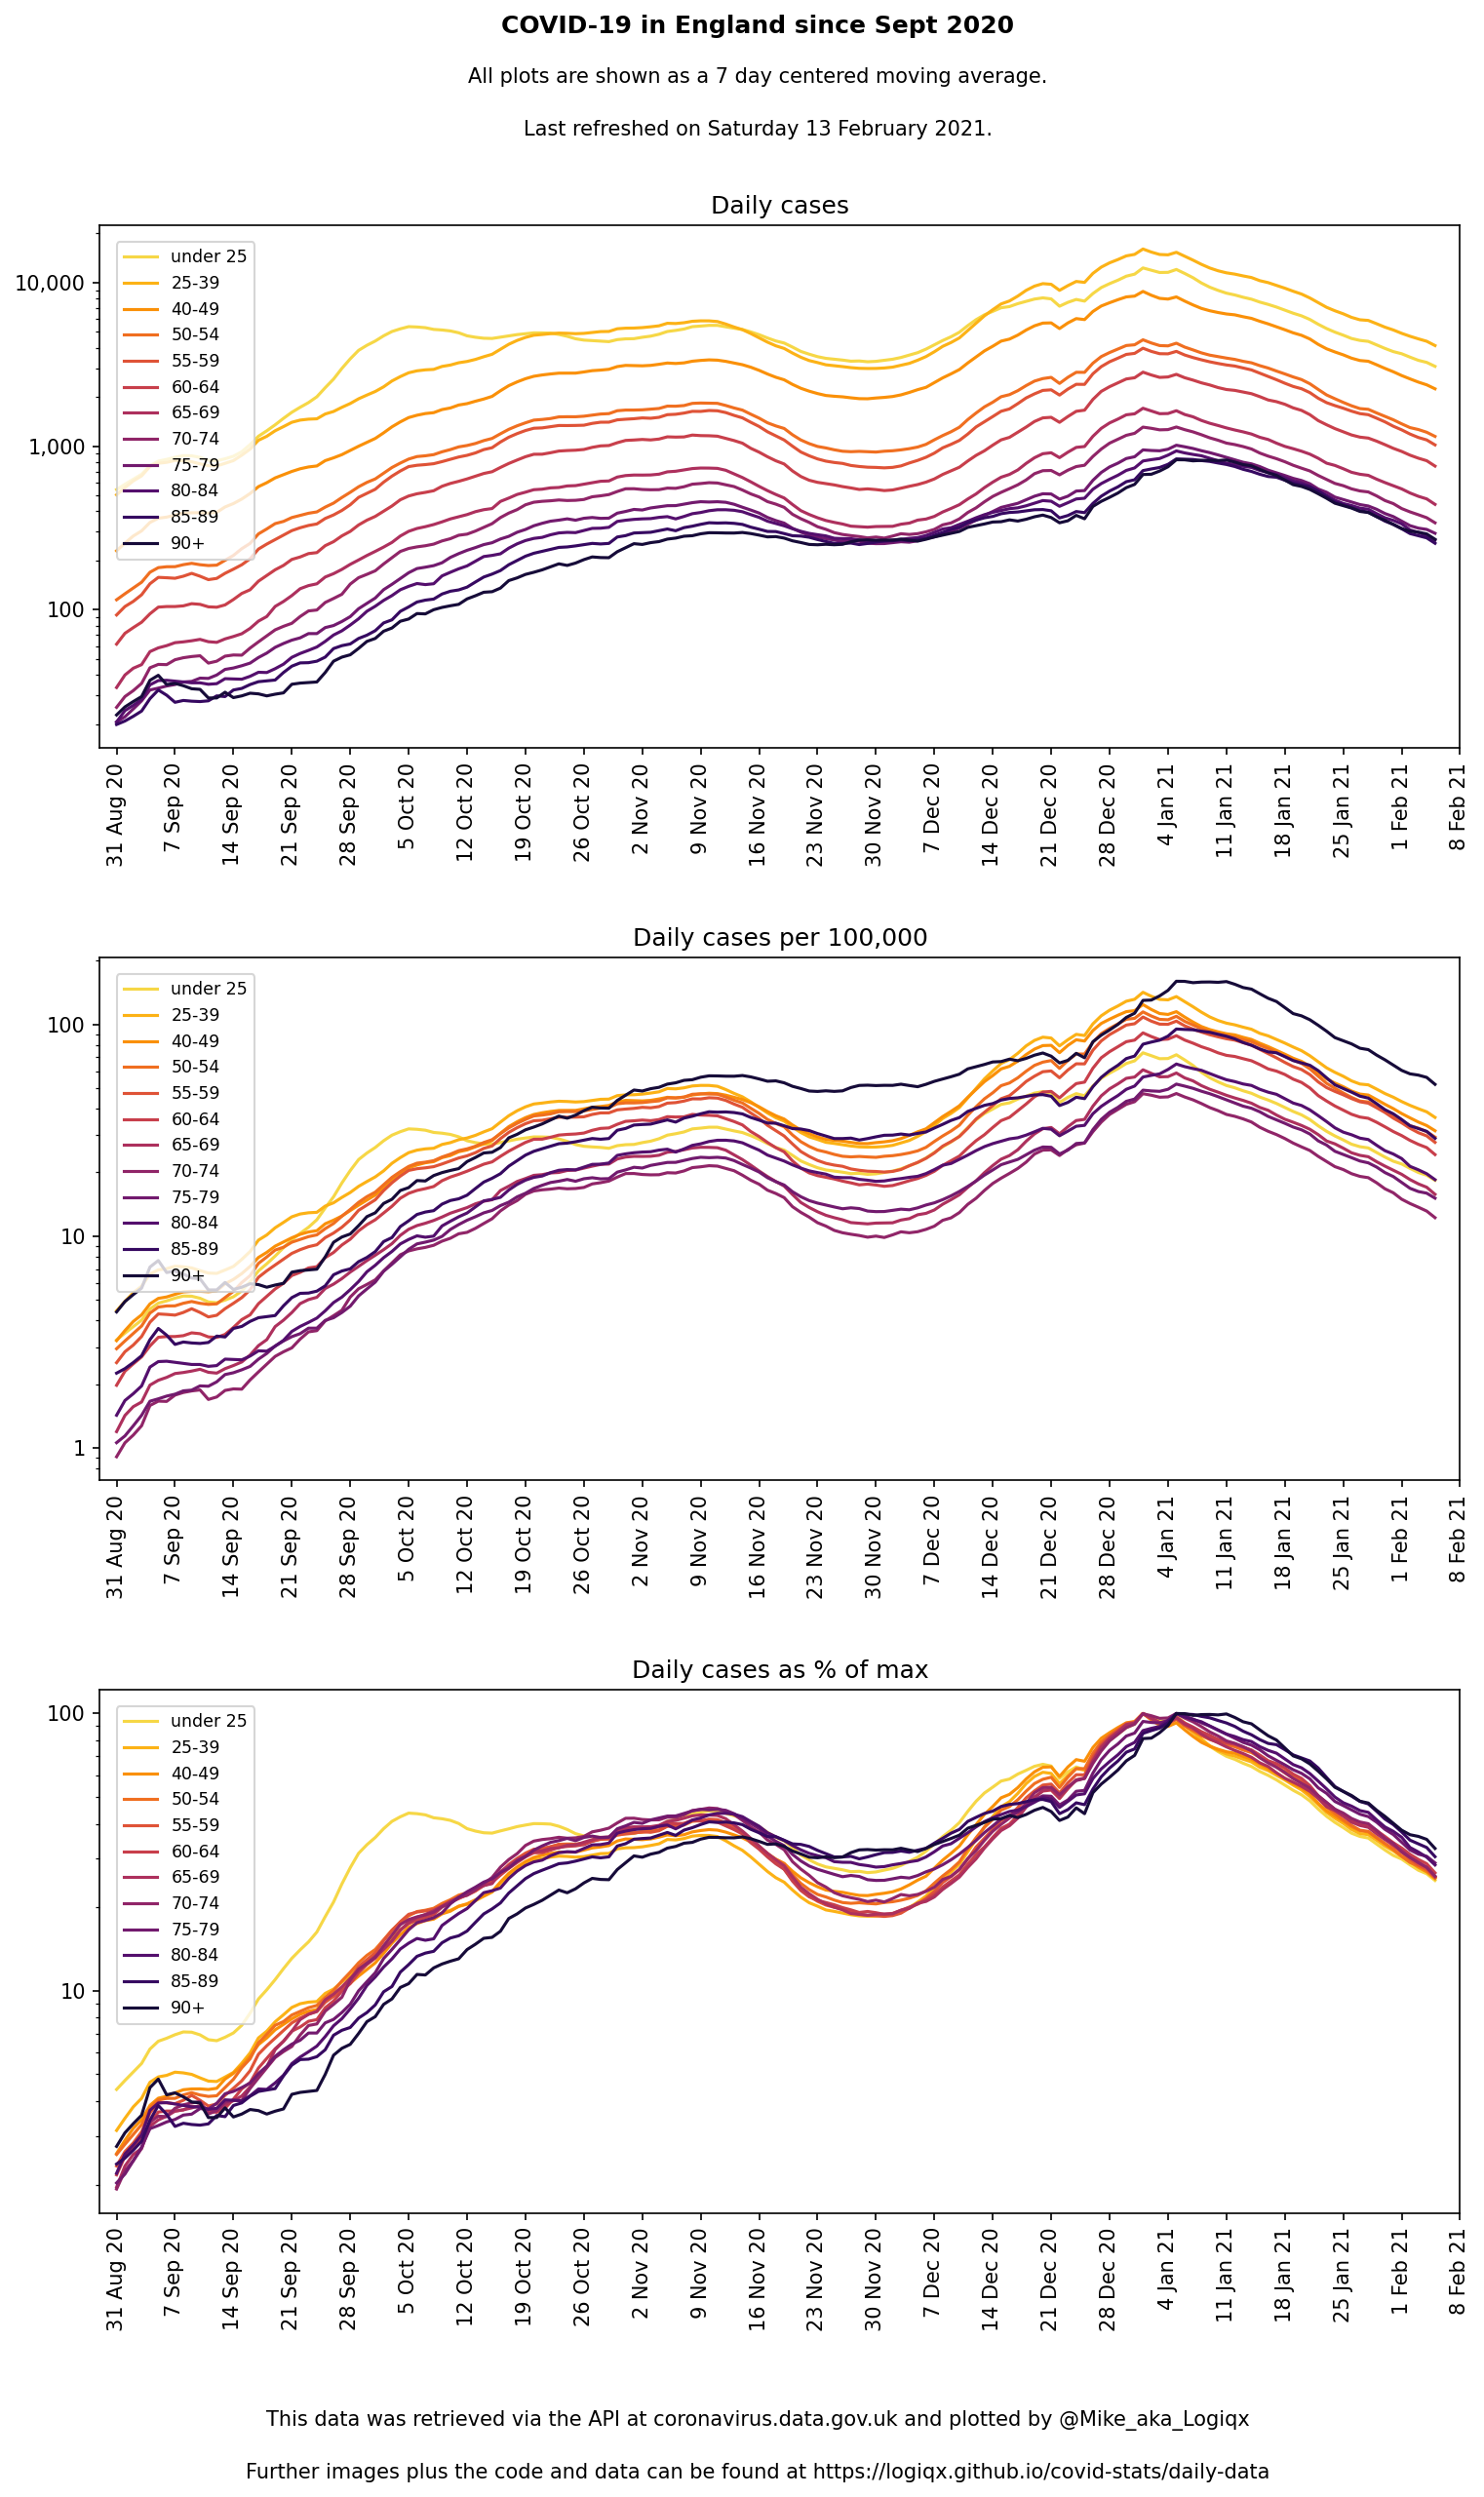 COVID-19 in England since Sept 2020
All plots are shown as a 7 day centered moving average.
Last refreshed on Saturday 13 February 2021.
Daily cases
under 25
25-39
40-49
50-54
55-59
60-64
65-69
70-74
75-79
80-84
85-89
90+
10,000
1,000
100
31 Aug 20
7 Sep 20
14 Sep 20
21 Sep 20
28 Sep 20
5 Oct 20
12 Oct 20
19 Oct 20
26 Oct 20
2 Nov 20
9 Nov 20
16 Nov 20
23 Nov 20
30 Nov 20
7 Dec 20
14 Dec 20
21 Dec 20
28 Dec 20
4 Jan 21
11 Jan 21
18 Jan 21
25 Jan 21
1 Feb 21
8 Feb 21
Daily cases per 100,000
under 25
25-39
40-49
50-54
55-59
60-64
65-69
70-74
75-79
80-84
85-89
90+
100
10
1
31 Aug 20
7 Sep 20
14 Sep 20
21 Sep 20
28 Sep 20
5 Oct 20
12 Oct 20
19 Oct 20
26 Oct 20
2 Nov 20
9 Nov 20
16 Nov 20
23 Nov 20
30 Nov 20
7 Dec 20
14 Dec 20
21 Dec 20
28 Dec 20
4 Jan 21
11 Jan 21
18 Jan 21
25 Jan 21
1 Feb 21
8 Feb 21
Daily cases as % of max
under 25
25-39
40-49
50-54
55-59
60-64
65-69
70-74
75-79
80-84
85-89
90+
100
10
31 Aug 20
7 Sep 20
14 Sep 20
21 Sep 20
28 Sep 20
5 Oct 20
12 Oct 20
19 Oct 20
26 Oct 20
2 Nov 20
9 Nov 20
16 Nov 20
23 Nov 20
30 Nov 20
7 Dec 20
14 Dec 20
21 Dec 20
28 Dec 20
4 Jan 21
11 Jan 21
18 Jan 21
25 Jan 21
1 Feb 21
8 Feb 21
This data was retrieved via the API at coronavirus.data.gov.uk and plotted by @Mike_aka_Logiqx
Further images plus the code and data can be found at https://logiqx.github.io/covid-stats/daily-data